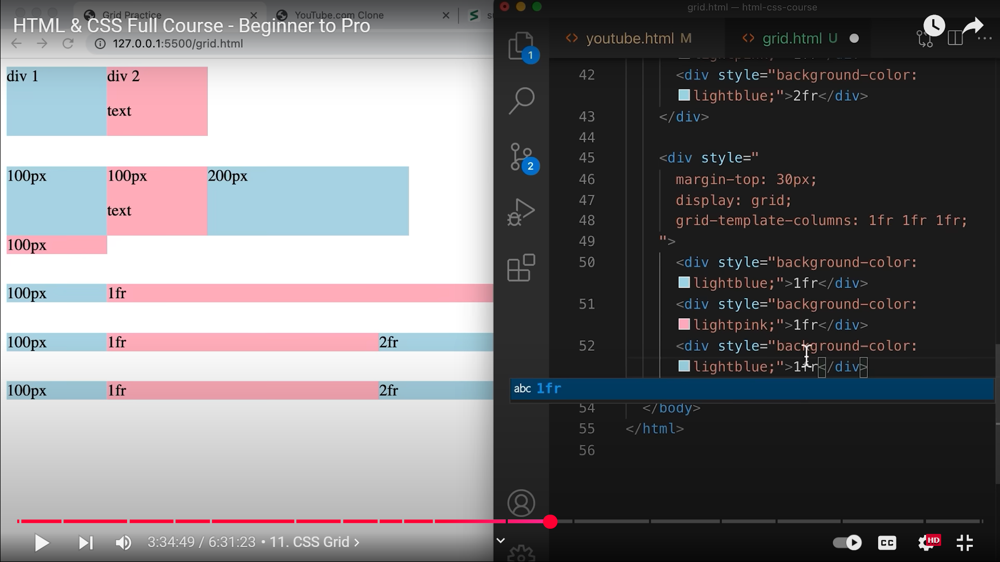 Grid Practice
YouTube.com Clone
HTML & CSS Full Course - Beginner to Pro
127.0.0.1:5500/grid.html
div 1
div 2
text
100px
100px
200px
text
100px
100px
1fr
100px
1fr
2fr
100px
1fr
2fr
grid.html — html-css-course
youtube.html M
grid.html U
1
2
42 <div style="background-color:
lightblue;">2fr</div>
43 </div>
44
45 <div style="
46 margin-top: 30px;
47 display: grid;
48 grid-template-columns: 1fr 1fr 1fr;
49 ">
50 <div style="background-color:
lightblue;">1fr</div>
51 <div style="background-color:
lightpink;">1fr</div>
52 <div style="background-color:
lightblue;">1fr</div>
abc 1fr
54 </body>
55 </html>
56
3:34:49 / 6:31:23 • 11. CSS Grid ›
CC
HD